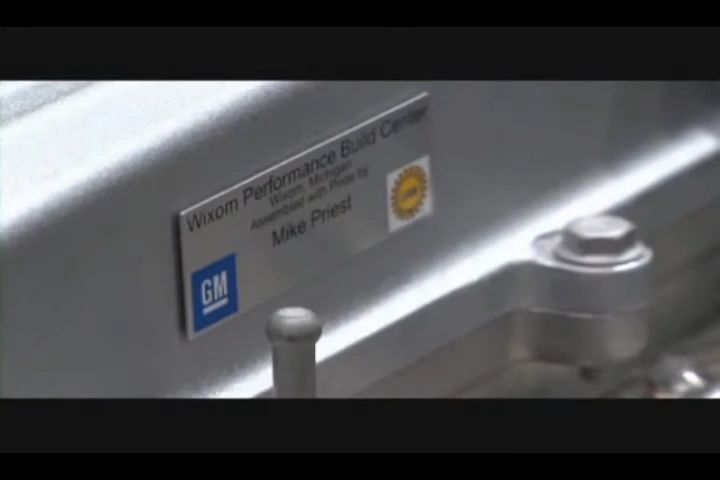 Wixom Performance Build Center
Wixom, Michigan
Assembled with Pride by
Mike Priest
GM